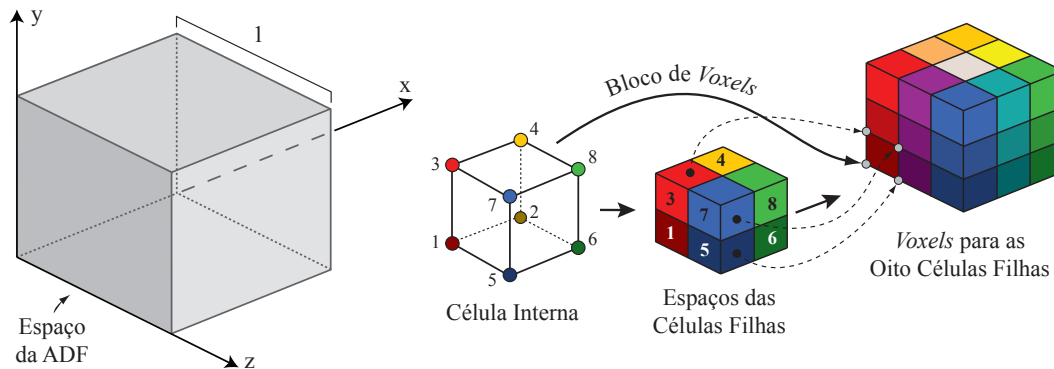 y
1
x
Espaço
da ADF
z
4
3
8
7
2
1
6
5
Célula Interna
Bloco de Voxels
4
3
7
8
1
5
6
Espaços das
Células Filhas
Voxels para as
Oito Células Filhas